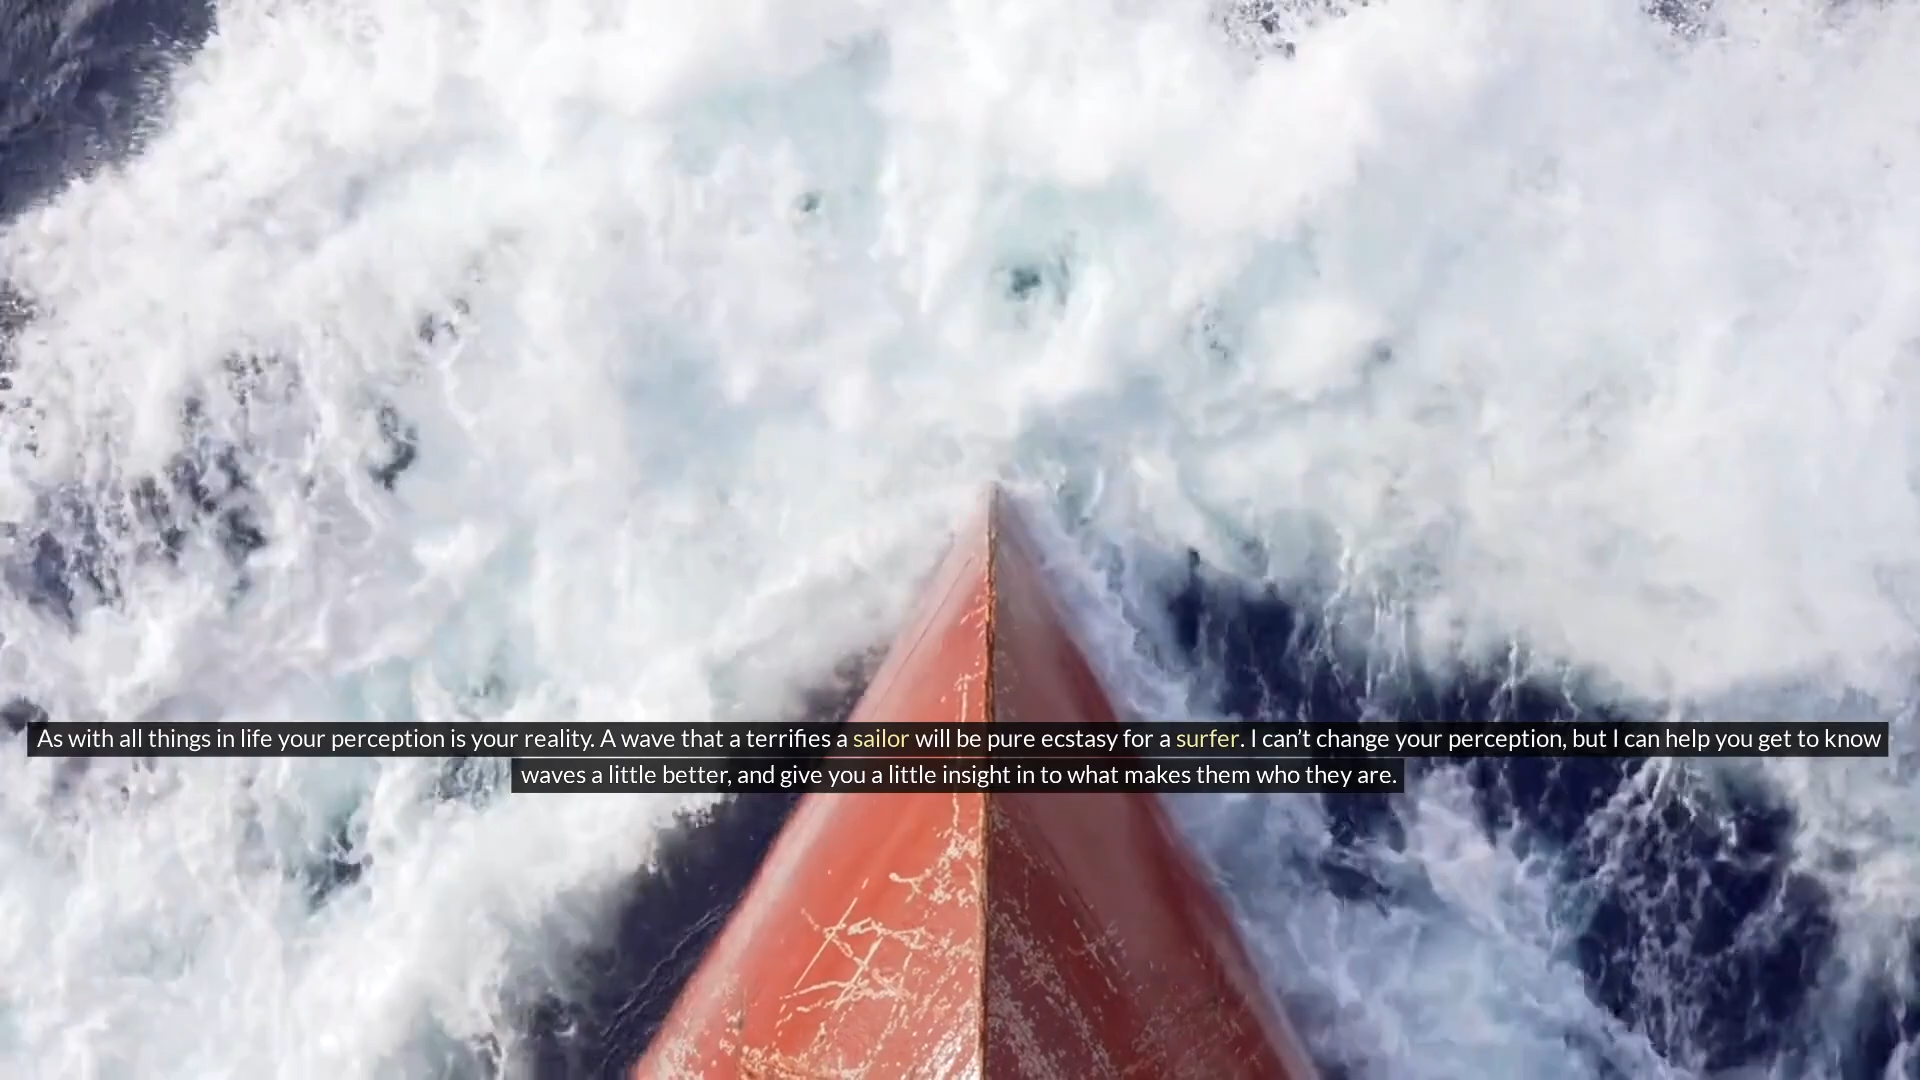 As with all things in life your perception is your reality. A wave that a terrifies a sailor will be pure ecstasy for a surfer. I can’t change your perception, but I can help you get to know
waves a little better, and give you a little insight in to what makes them who they are.